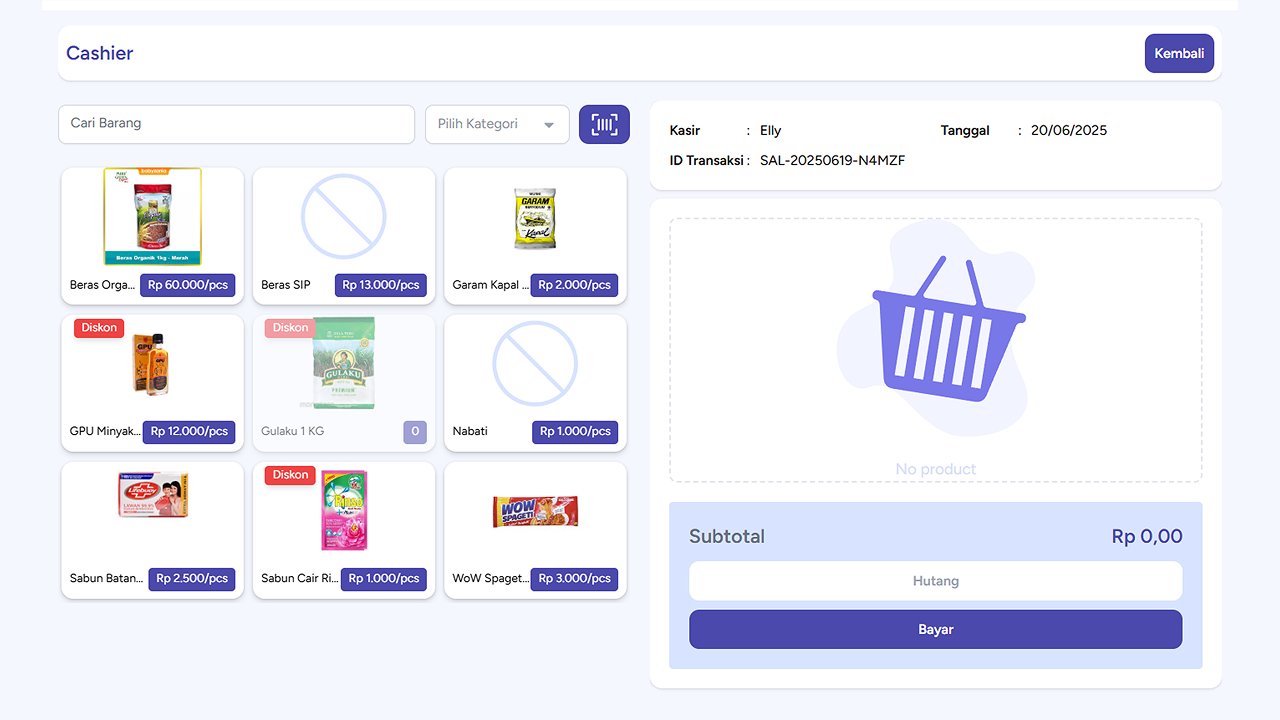 Cashier
Kembali
Cari Barang
Pilih Kategori
Kasir : Elly
Tanggal : 20/06/2025
ID Transaksi : SAL-20250619-N4MZF
Beras Organik 1kg - Merah
Beras Orga... Rp 60.000/pcs
Beras SIP Rp 13.000/pcs
GARAM
Kapal
Garam Kapal ... Rp 2.000/pcs
Diskon
GPU
GPU Minyak... Rp 12.000/pcs
Diskon
GULAKU
PREMIUM
Gulaku 1 KG 0
Nabati Rp 1.000/pcs
Lifebuoy
Sabun Batan... Rp 2.500/pcs
Diskon
Rinso
Sabun Cair Ri... Rp 1.000/pcs
WOW
SPAGETI
WoW Spaget... Rp 3.000/pcs
No product
Subtotal Rp 0,00
Hutang
Bayar